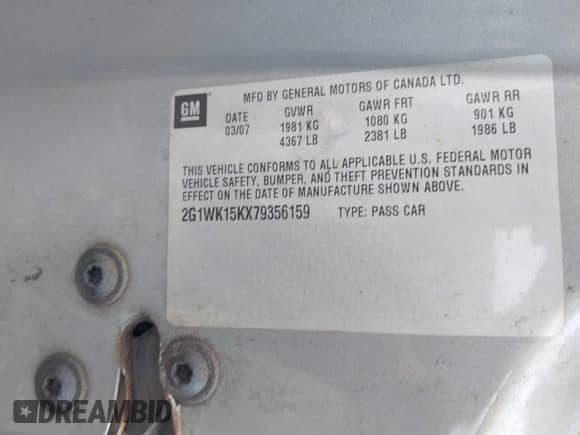 MFD BY GENERAL MOTORS OF CANADA LTD.
GM
DATE GVWR GAWR FRT GAWR RR
03/07 1981 KG 1080 KG 901 KG
4367 LB 2381 LB 1986 LB
THIS VEHICLE CONFORMS TO ALL APPLICABLE U.S. FEDERAL MOTOR
VEHICLE SAFETY, BUMPER, AND THEFT PREVENTION STANDARDS IN
EFFECT ON THE DATE OF MANUFACTURE SHOWN ABOVE.
2G1WK15KX79356159 TYPE: PASS CAR
DREAMBID